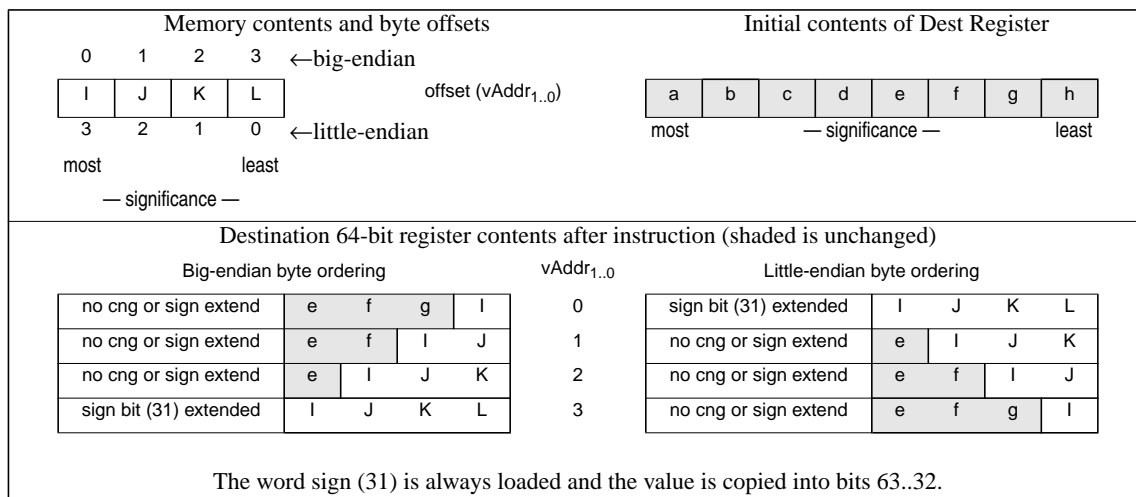 Memory contents and byte offsets
Initial contents of Dest Register
0 1 2 3 ←big-endian
I J K L
offset (vAddr1..0)
a b c d e f g h
3 2 1 0 ←little-endian
most — significance — least
most least
— significance —
Destination 64-bit register contents after instruction (shaded is unchanged)
Big-endian byte ordering vAddr1..0 Little-endian byte ordering
no cng or sign extend e f g I 0 sign bit (31) extended I J K L
no cng or sign extend e f I J 1 no cng or sign extend e I J K
no cng or sign extend e I J K 2 no cng or sign extend e f I J
sign bit (31) extended I J K L 3 no cng or sign extend e f g I
The word sign (31) is always loaded and the value is copied into bits 63..32.